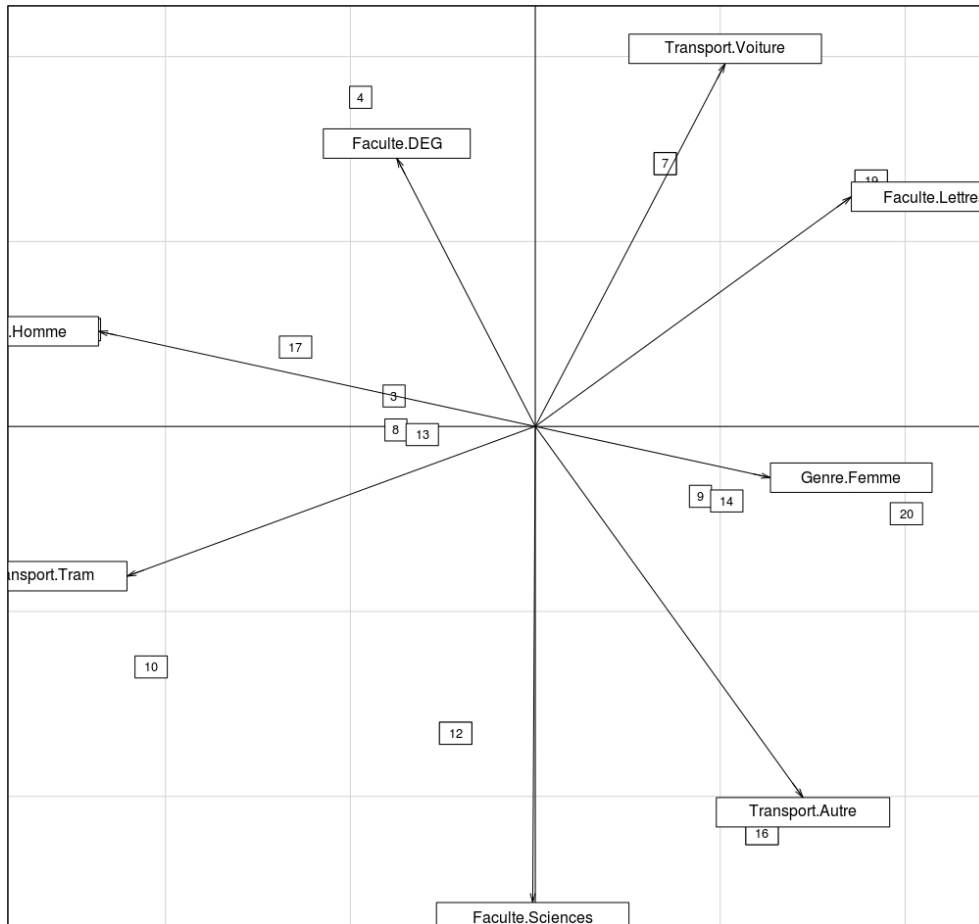 Transport.Voiture
4
Faculte.DEG
7
19
Faculte.Lettre
.Homme
17
3
8
13
Genre.Femme
9
14
20
ansport.Tram
10
12
Transport.Autre
16
Faculte.Sciences